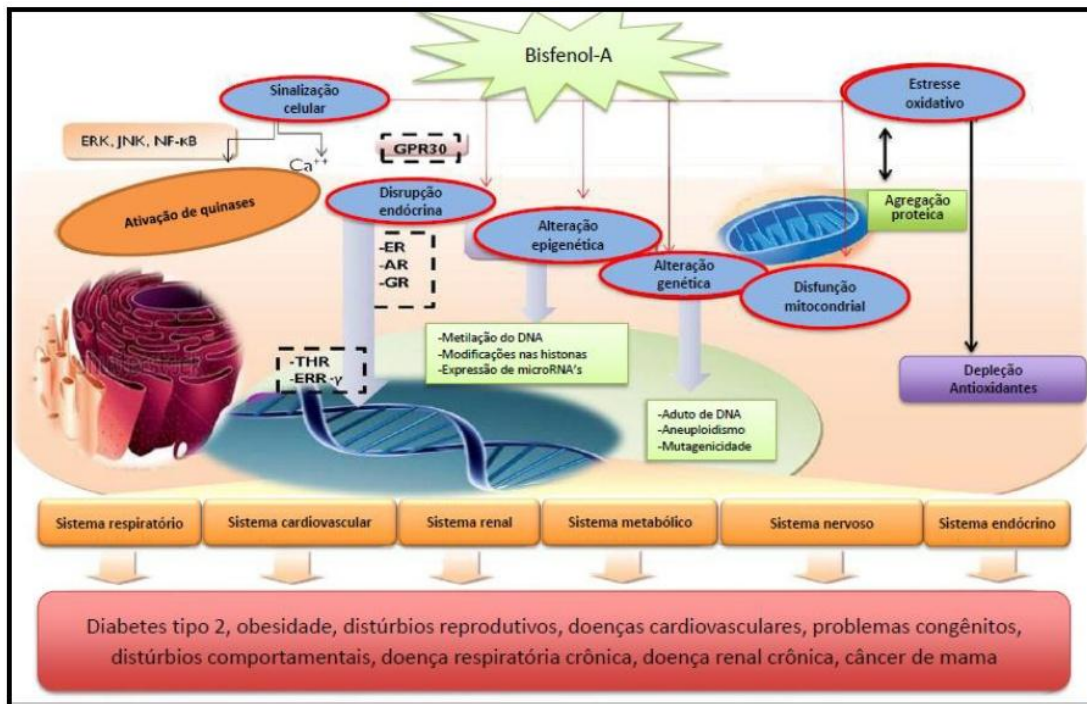 Bisfenol-A
Sinalização
celular
Estresse
oxidativo
ERK, JNK, NF-κB
Ca⁺⁺
GPR30
Ativação de quinases
Disrupção
endócrina
Agregação
proteica
Alteração
epigenética
Alteração
genética
Disfunção
mitocondrial
-ER
-AR
-GR
-THR
-ERR-γ
-Metilação do DNA
-Modificações nas histonas
-Expressão de microRNA's
Depleção
Antioxidantes
-Aduto de DNA
-Aneuploidismo
-Mutagenicidade
Sistema respiratório
Sistema cardiovascular
Sistema renal
Sistema metabólico
Sistema nervoso
Sistema endócrino
Diabetes tipo 2, obesidade, distúrbios reprodutivos, doenças cardiovasculares, problemas congênitos,
distúrbios comportamentais, doença respiratória crônica, doença renal crônica, câncer de mama